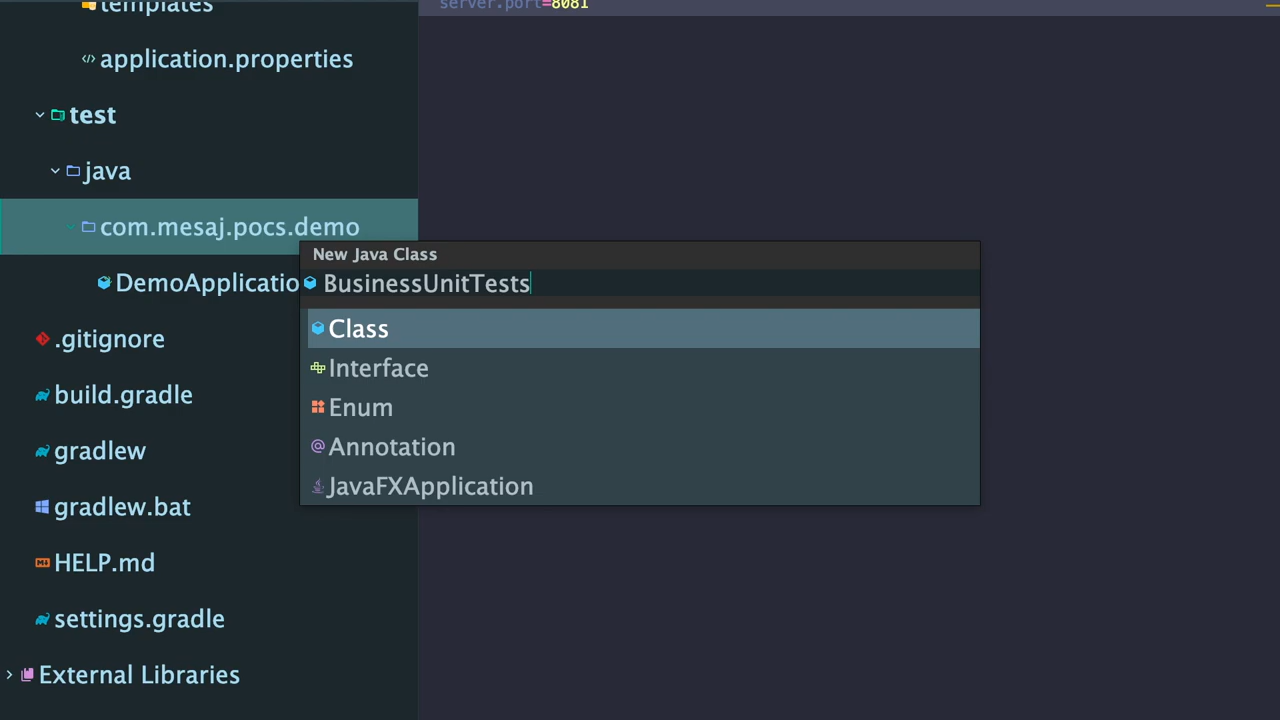 templates
server.port=8081
application.properties
test
java
com.mesaj.pocs.demo
New Java Class
DemoApplicatio
BusinessUnitTests
Class
.gitignore
Interface
build.gradle
Enum
Annotation
gradlew
JavaFXApplication
gradlew.bat
HELP.md
settings.gradle
External Libraries